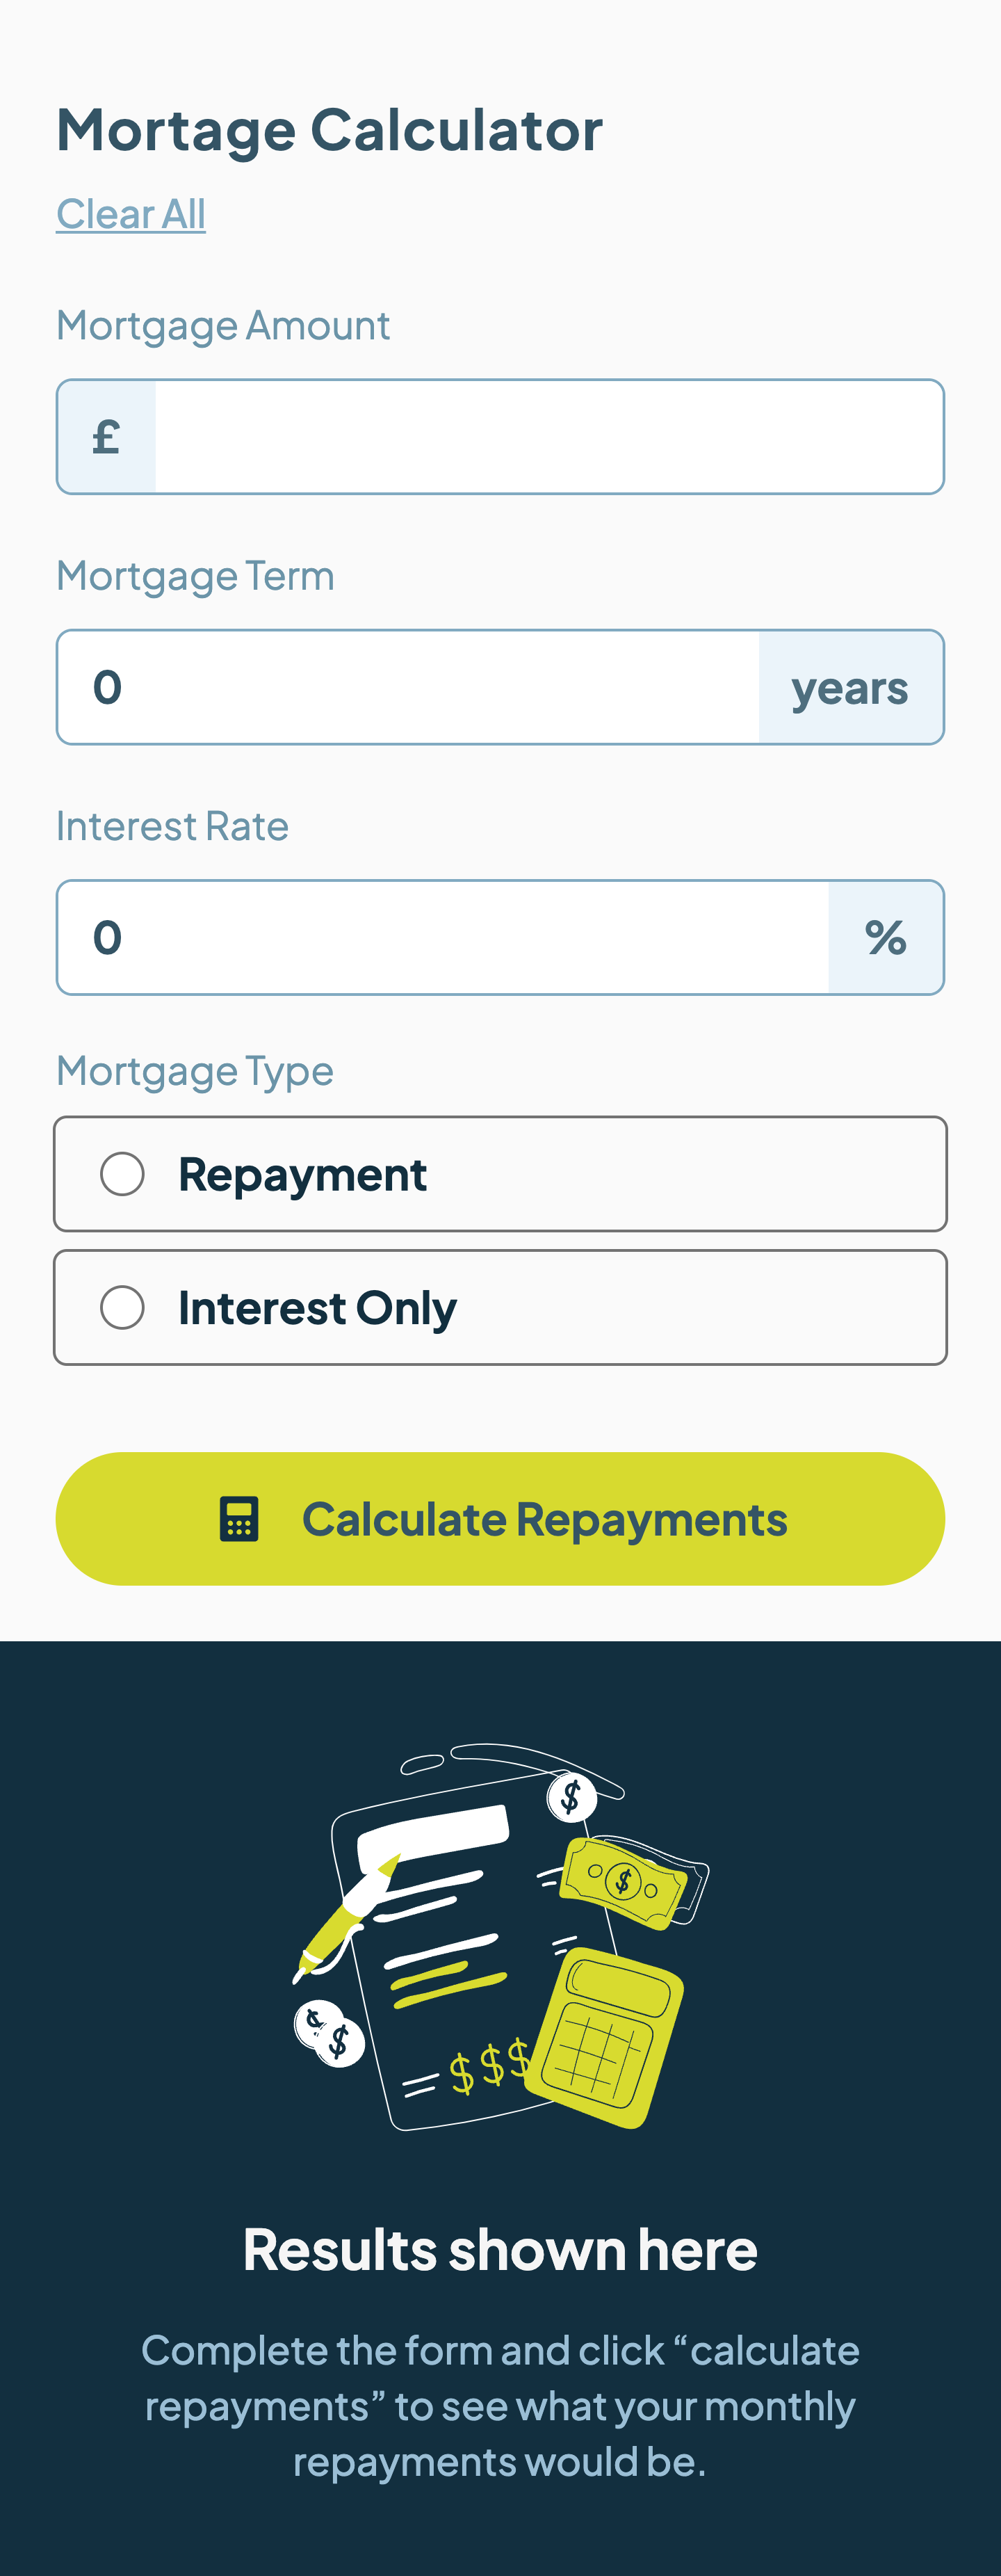 Mortage Calculator
Clear All
Mortgage Amount
£
Mortgage Term
0 years
Interest Rate
0 %
Mortgage Type
Repayment
Interest Only
Calculate Repayments
$
$
$
$
= $$$
Results shown here
Complete the form and click “calculate
repayments” to see what your monthly
repayments would be.